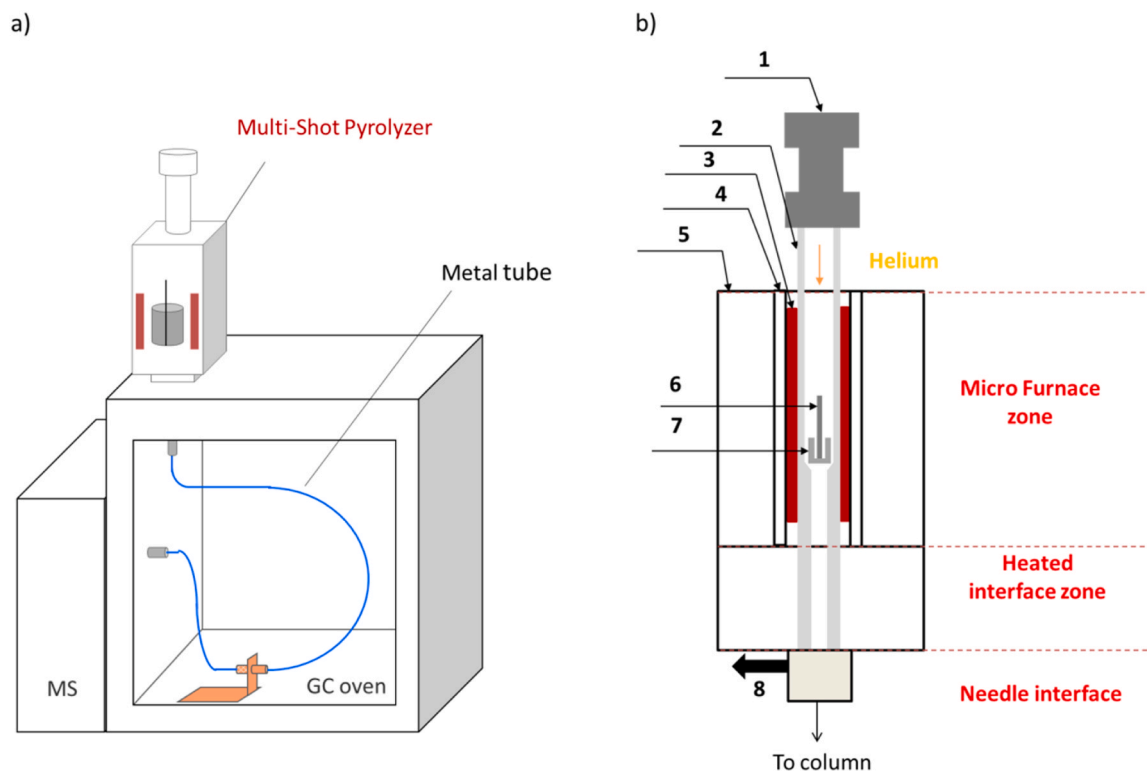 a)
Multi-Shot Pyrolyzer
Metal tube
MS
GC oven
b)
1
2
3
4
5
Helium
6
7
Micro Furnace
zone
Heated
interface zone
8
Needle interface
To column